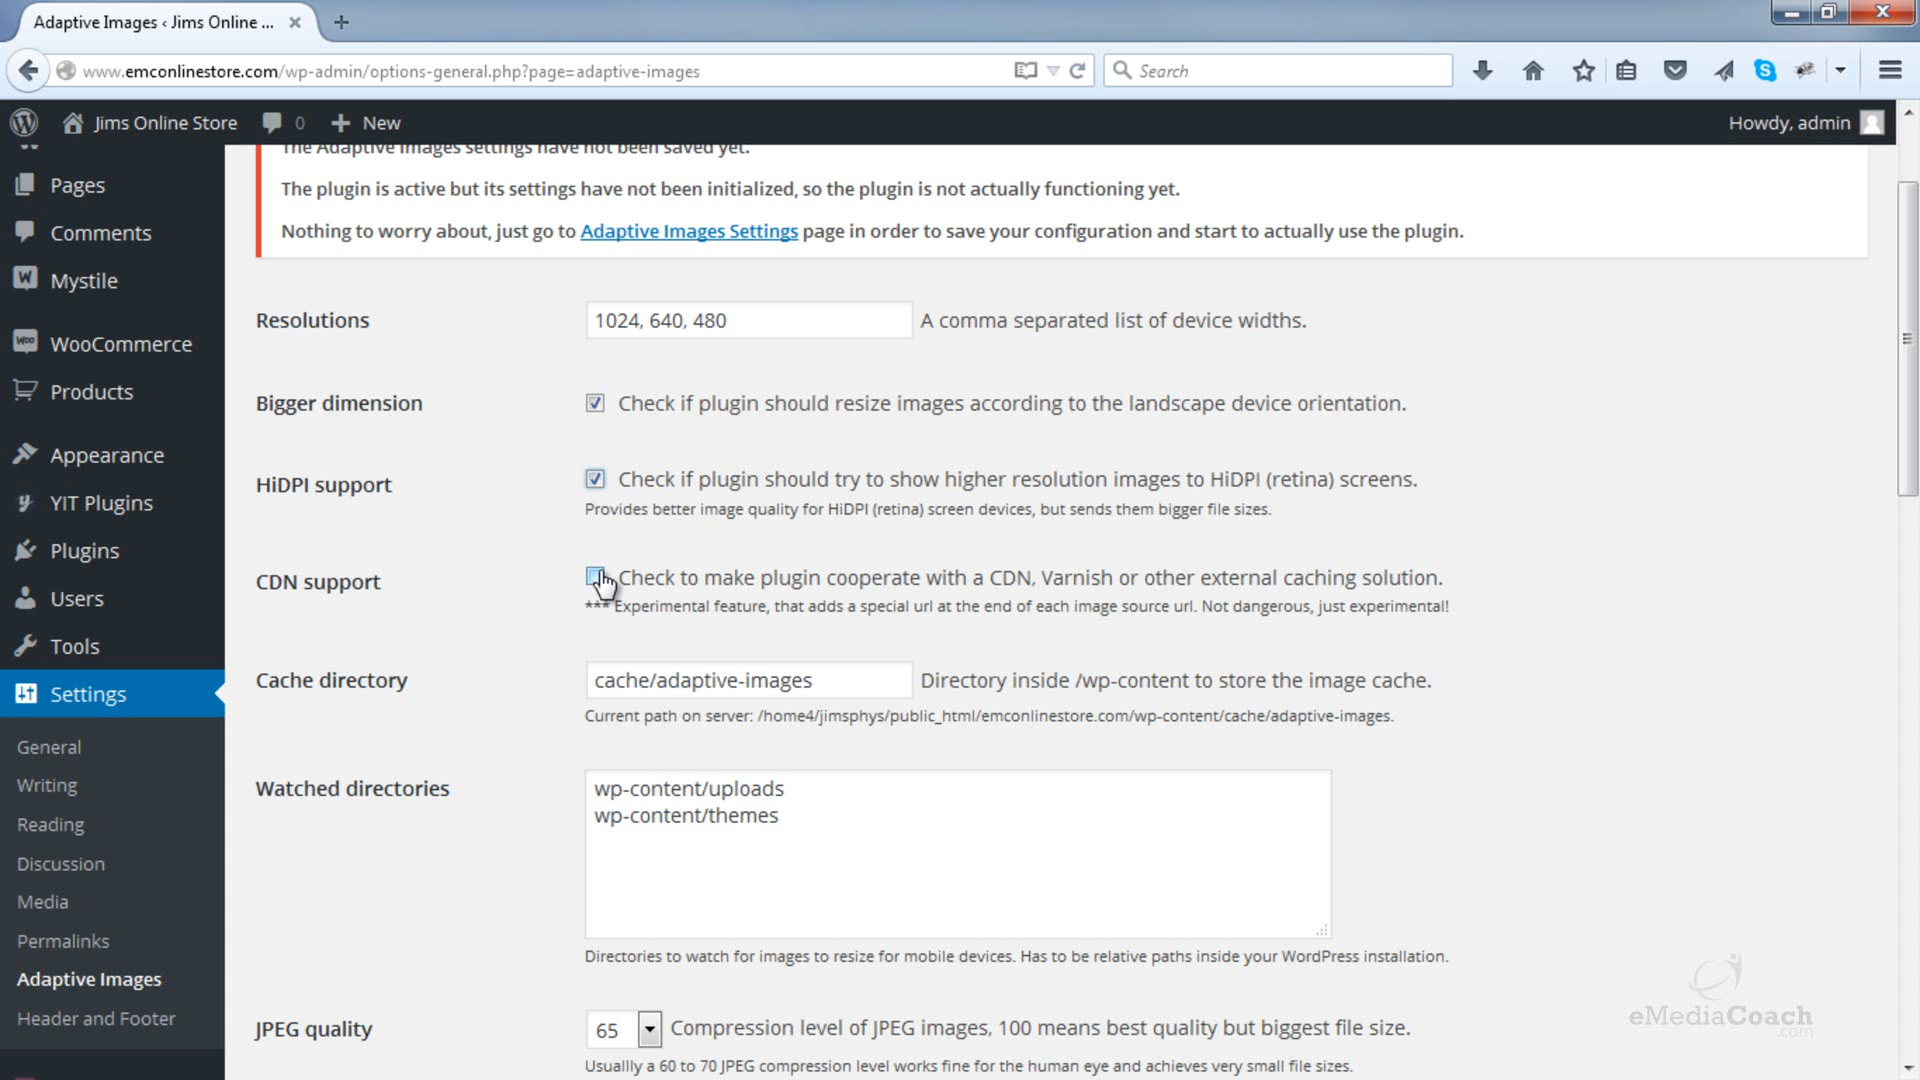 Adaptive Images ‹ Jims Online ...
www.emconlinestore.com/wp-admin/options-general.php?page=adaptive-images
Search
Jims Online Store
0
New
Howdy, admin
Pages
Comments
Mystile
WooCommerce
Products
Appearance
YIT Plugins
Plugins
Users
Tools
Settings
General
Writing
Reading
Discussion
Media
Permalinks
Adaptive Images
Header and Footer
The Adaptive Images settings have not been saved yet.
The plugin is active but its settings have not been initialized, so the plugin is not actually functioning yet.
Nothing to worry about, just go to Adaptive Images Settings page in order to save your configuration and start to actually use the plugin.
Resolutions
1024, 640, 480
A comma separated list of device widths.
Bigger dimension
Check if plugin should resize images according to the landscape device orientation.
HiDPI support
Check if plugin should try to show higher resolution images to HiDPI (retina) screens.
Provides better image quality for HiDPI (retina) screen devices, but sends them bigger file sizes.
CDN support
Check to make plugin cooperate with a CDN, Varnish or other external caching solution.
*** Experimental feature, that adds a special url at the end of each image source url. Not dangerous, just experimental!
Cache directory
cache/adaptive-images
Directory inside /wp-content to store the image cache.
Current path on server: /home4/jimsphys/public_html/emconlinestore.com/wp-content/cache/adaptive-images.
Watched directories
wp-content/uploads
wp-content/themes
Directories to watch for images to resize for mobile devices. Has to be relative paths inside your WordPress installation.
JPEG quality
65
Compression level of JPEG images, 100 means best quality but biggest file size.
Usuallly a 60 to 70 JPEG compression level works fine for the human eye and achieves very small file sizes.
eMediaCoach
.com